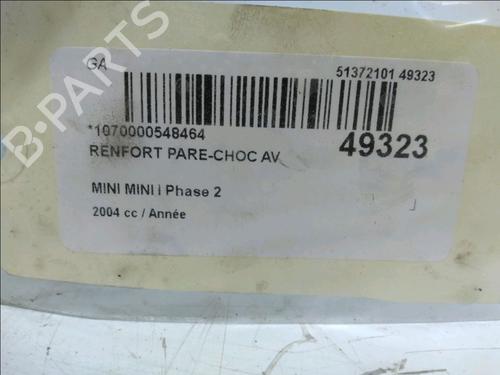 B-PARTS
GA
51372101 49323
*1070000548464
RENFORT PARE-CHOC AV
49323
MINI MINI I Phase 2
2004 cc / Année